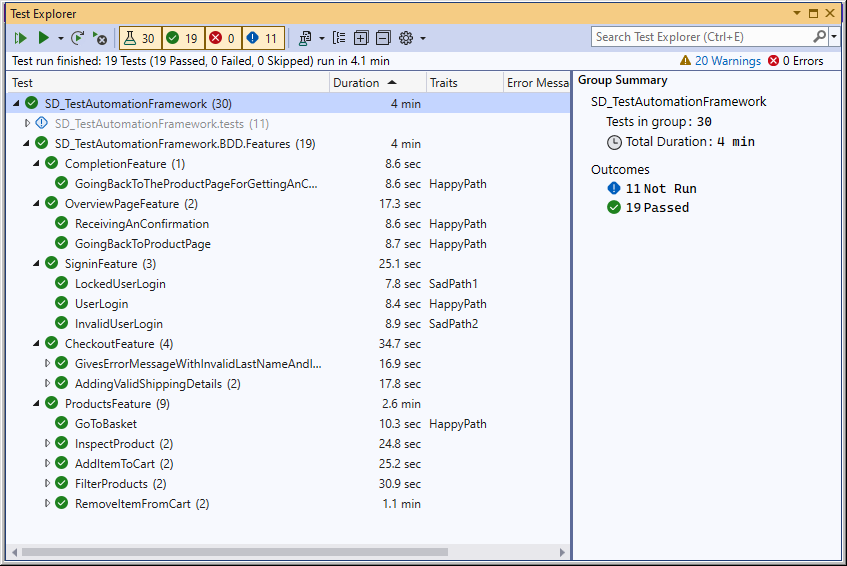 Test Explorer
30 19 0 11
Search Test Explorer (Ctrl+E)
Test run finished: 19 Tests (19 Passed, 0 Failed, 0 Skipped) run in 4.1 min
20 Warnings 0 Errors
Test Duration Traits Error Messa
SD_TestAutomationFramework (30) 4 min
SD_TestAutomationFramework.tests (11)
SD_TestAutomationFramework.BDD.Features (19) 4 min
CompletionFeature (1) 8.6 sec
GoingBackToTheProductPageForGettingAnC... 8.6 sec HappyPath
OverviewPageFeature (2) 17.3 sec
ReceivingAnConfirmation 8.6 sec HappyPath
GoingBackToProductPage 8.7 sec HappyPath
SigninFeature (3) 25.1 sec
LockedUserLogin 7.8 sec SadPath1
UserLogin 8.4 sec HappyPath
InvalidUserLogin 8.9 sec SadPath2
CheckoutFeature (4) 34.7 sec
GivesErrorMessageWithInvalidLastNameAndI... 16.9 sec
AddingValidShippingDetails (2) 17.8 sec
ProductsFeature (9) 2.6 min
GoToBasket 10.3 sec HappyPath
InspectProduct (2) 24.8 sec
AddItemToCart (2) 25.2 sec
FilterProducts (2) 30.9 sec
RemoveItemFromCart (2) 1.1 min
Group Summary
SD_TestAutomationFramework
Tests in group: 30
Total Duration: 4 min
Outcomes
11 Not Run
19 Passed